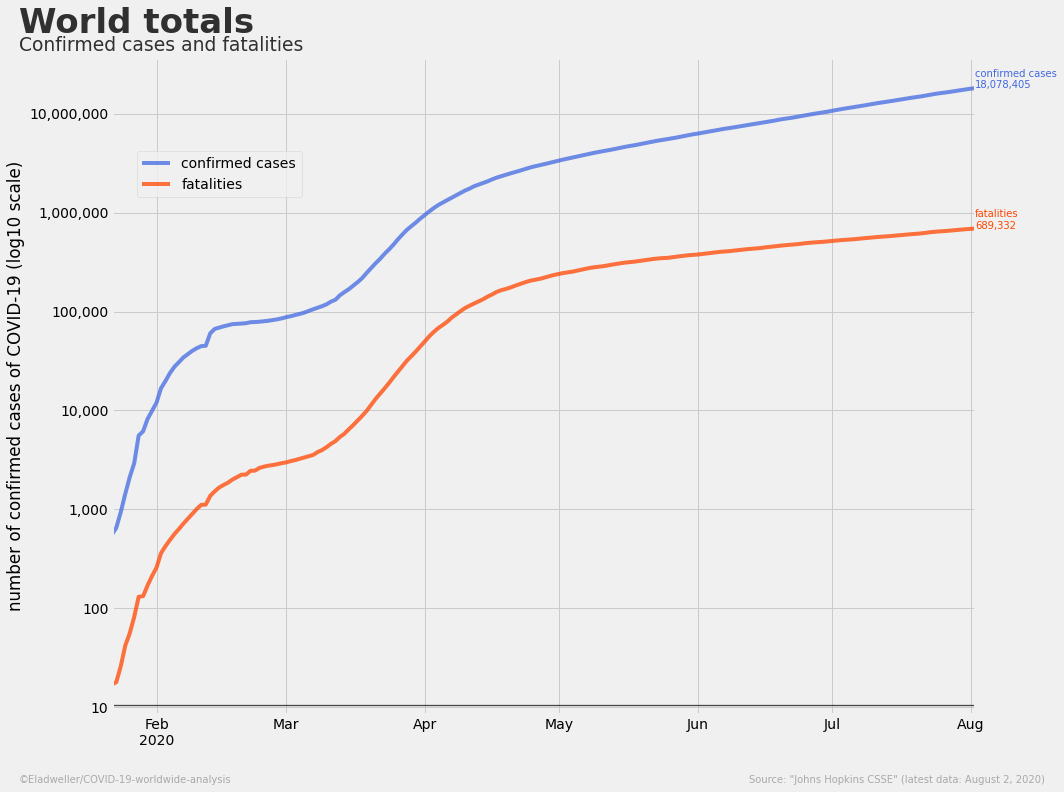 World totals
Confirmed cases and fatalities
confirmed cases
18,078,405
10,000,000
confirmed cases
fatalities
1,000,000
fatalities
689,332
100,000
10,000
1,000
100
10
number of confirmed cases of COVID-19 (log10 scale)
Feb Mar Apr May Jun Jul Aug
2020
©Eladweller/COVID-19-worldwide-analysis
Source: "Johns Hopkins CSSE" (latest data: August 2, 2020)